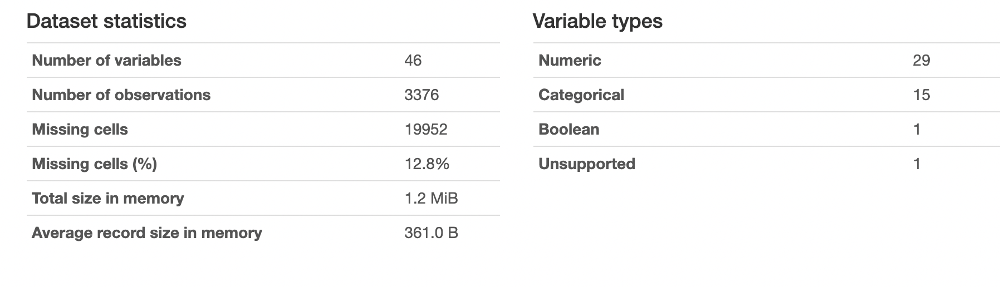 Dataset statistics
Number of variables 46
Number of observations 3376
Missing cells 19952
Missing cells (%) 12.8%
Total size in memory 1.2 MiB
Average record size in memory 361.0 B
Variable types
Numeric 29
Categorical 15
Boolean 1
Unsupported 1